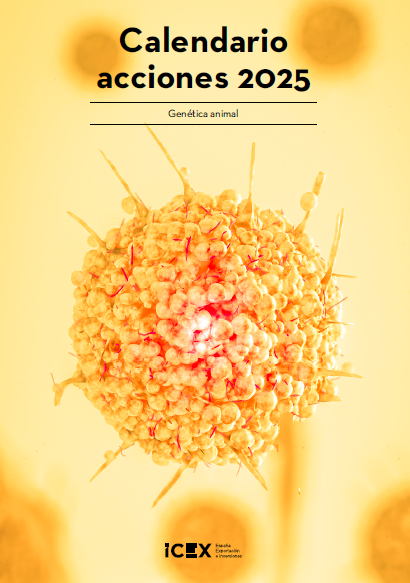 Calendario
acciones 2025
Genética animal
icex
España
Exportación
e Inversiones